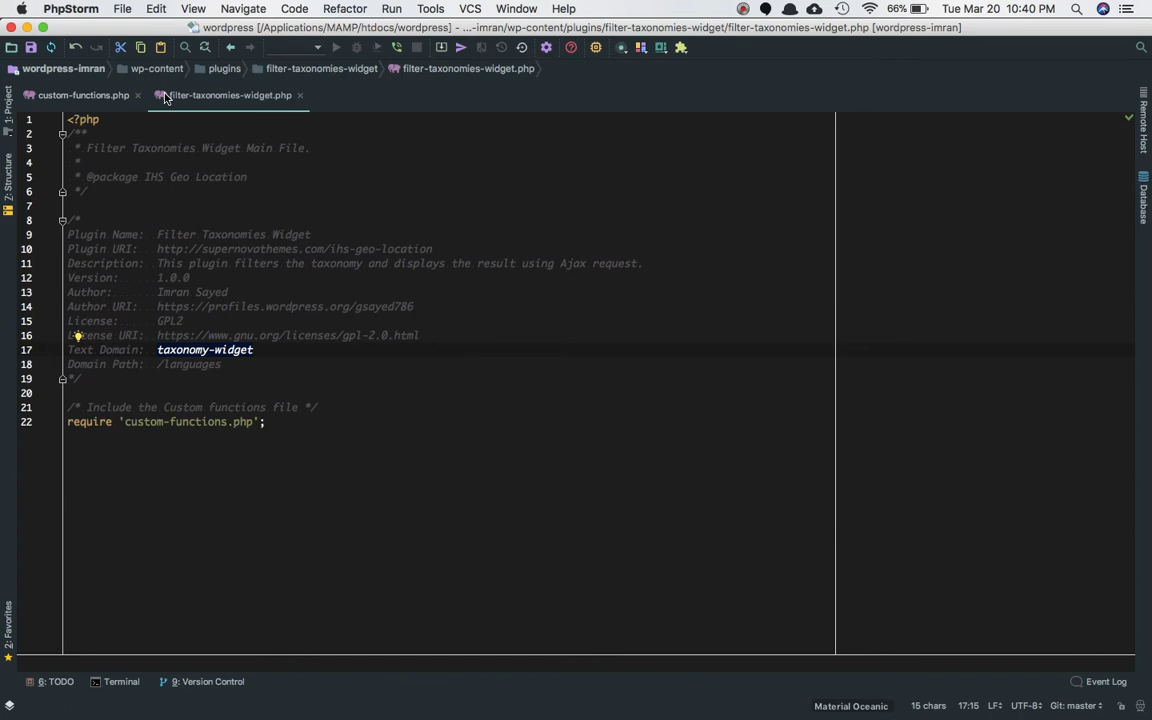 PhpStorm File Edit View Navigate Code Refactor Run Tools VCS Window Help 66% Tue Mar 20 10:40 PM
wordpress [/Applications/MAMP/htdocs/wordpress] - ...-imran/wp-content/plugins/filter-taxonomies-widget/filter-taxonomies-widget.php [wordpress-imran]
wordpress-imran wp-content plugins filter-taxonomies-widget filter-taxonomies-widget.php
custom-functions.php filter-taxonomies-widget.php
1: Project
Z: Structure
2: Favorites
Remote Host
Database
1 <?php
2 /**
3 * Filter Taxonomies Widget Main File.
4 *
5 * @package IHS Geo Location
6 */
7
8 /*
9 Plugin Name: Filter Taxonomies Widget
10 Plugin URI: http://supernovathemes.com/ihs-geo-location
11 Description: This plugin filters the taxonomy and displays the result using Ajax request.
12 Version: 1.0.0
13 Author: Imran Sayed
14 Author URI: https://profiles.wordpress.org/gsayed786
15 License: GPL2
16 License URI: https://www.gnu.org/licenses/gpl-2.0.html
17 Text Domain: taxonomy-widget
18 Domain Path: /languages
19 */
20
21 /* Include the Custom functions file */
22 require 'custom-functions.php';
6: TODO Terminal 9: Version Control Event Log
Material Oceanic 15 chars 17:15 LF UTF-8 Git: master